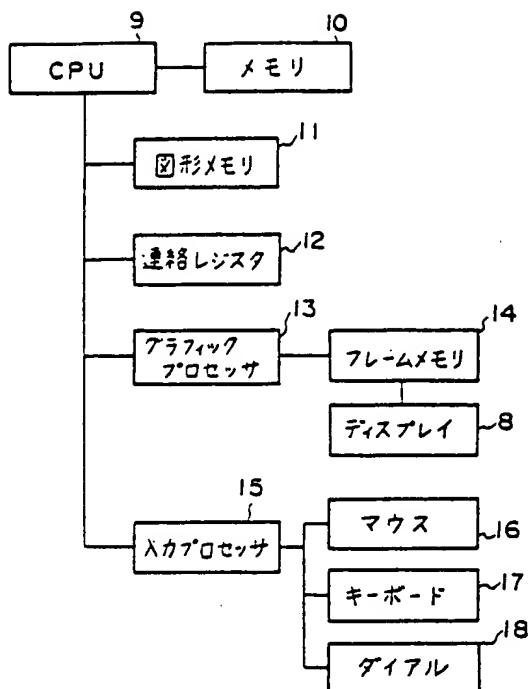 9
10
CPU
メモリ
11
図形メモリ
12
連絡レジスタ
13
14
グラフィック
プロセッサ
フレームメモリ
ディスプレイ
8
15
入力プロセッサ
マウス
16
キーボード
17
ダイアル
18